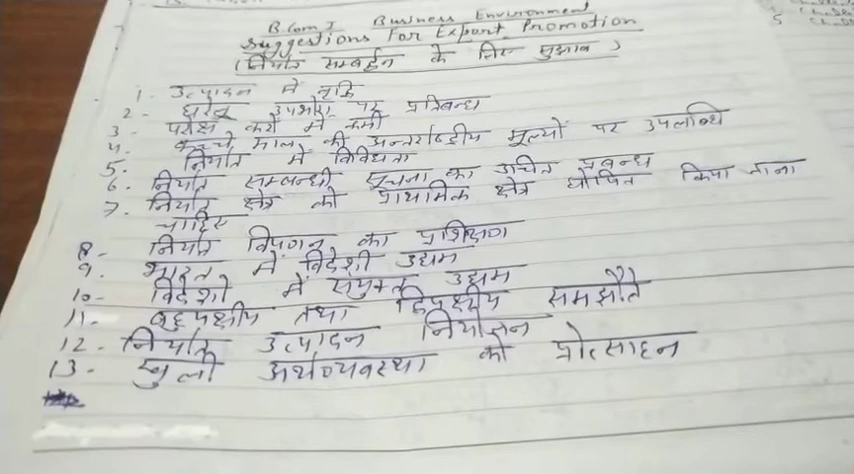 B.Com I Business Environment
Suggestions For Export Promotion
(निर्यात सम्बर्द्धन के लिए सुझाव)
1- उत्पादन में वृद्धि
2- घरेलू उपभोग पर प्रतिबन्ध
3- परोक्ष करों में कमी
4- कच्चे माल की अन्तर्राष्ट्रीय मूल्यों पर उपलब्धि
5. निर्यात में विविधता
6. निर्यात सम्बन्धी सूचना का उचित प्रबन्ध
7. निर्यात क्षेत्र को प्राथमिक क्षेत्र घोषित किया जाना
चाहिए
8- निर्यात विपणन का प्रशिक्षण
9. भारत में विदेशी उद्यम
10- विदेशो में संयुक्त उद्यम
11- बहुपक्षीय तथा द्विपक्षीय समझौते
12- निर्यात उत्पादन नियोजन
13- खुली अर्थव्यवस्था को प्रोत्साहन